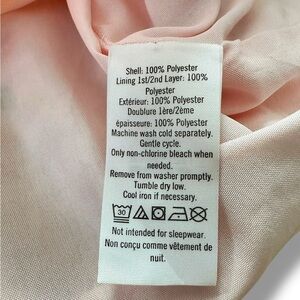 Shell: 100% Polyester
Lining 1st/2nd Layer: 100%
Polyester
Extérieur: 100% Polyester
Doublure 1ère/2ème
épaisseure: 100% Polyester
Machine wash cold separately.
Gentle cycle.
Only non-chlorine bleach when
needed.
Remove from washer promptly.
Tumble dry low.
Cool iron if necessary.
30
Not intended for sleepwear.
Non conçu comme vêtement de
nuit.